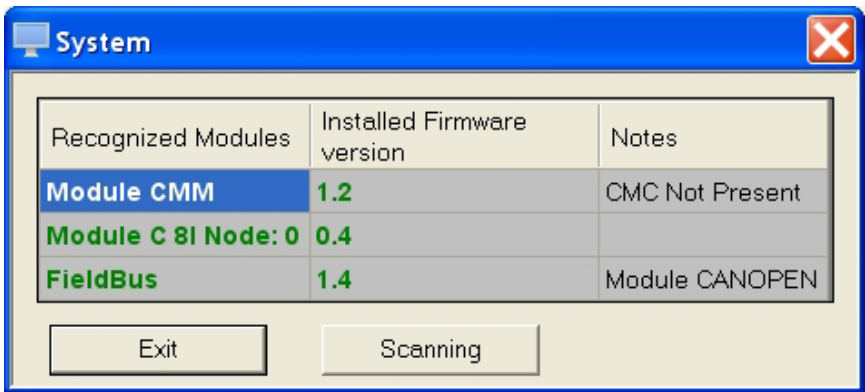 System
Recognized Modules
Installed Firmware
version
Notes
Module CMM 1.2 CMC Not Present
Module C 8I Node: 0 0.4
FieldBus 1.4 Module CANOPEN
Exit Scanning